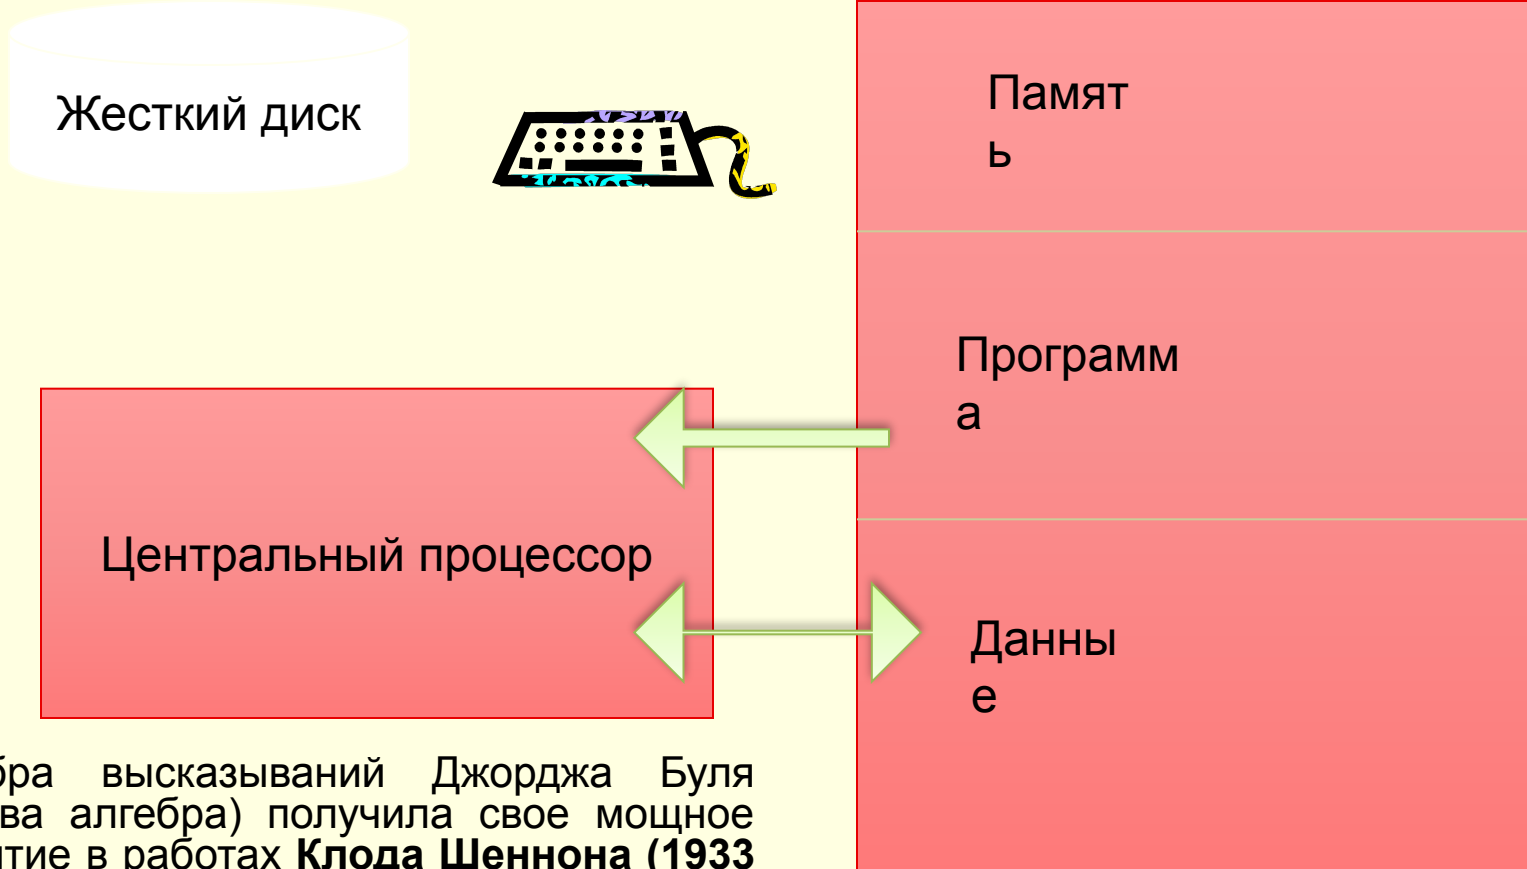 Жесткий диск
Памят
ь
Программ
а
Центральный процессор
Данны
е
бра высказываний Джорджа Буля
ва алгебра) получила свое мощное
тие в работах Клода Шеннона (1933